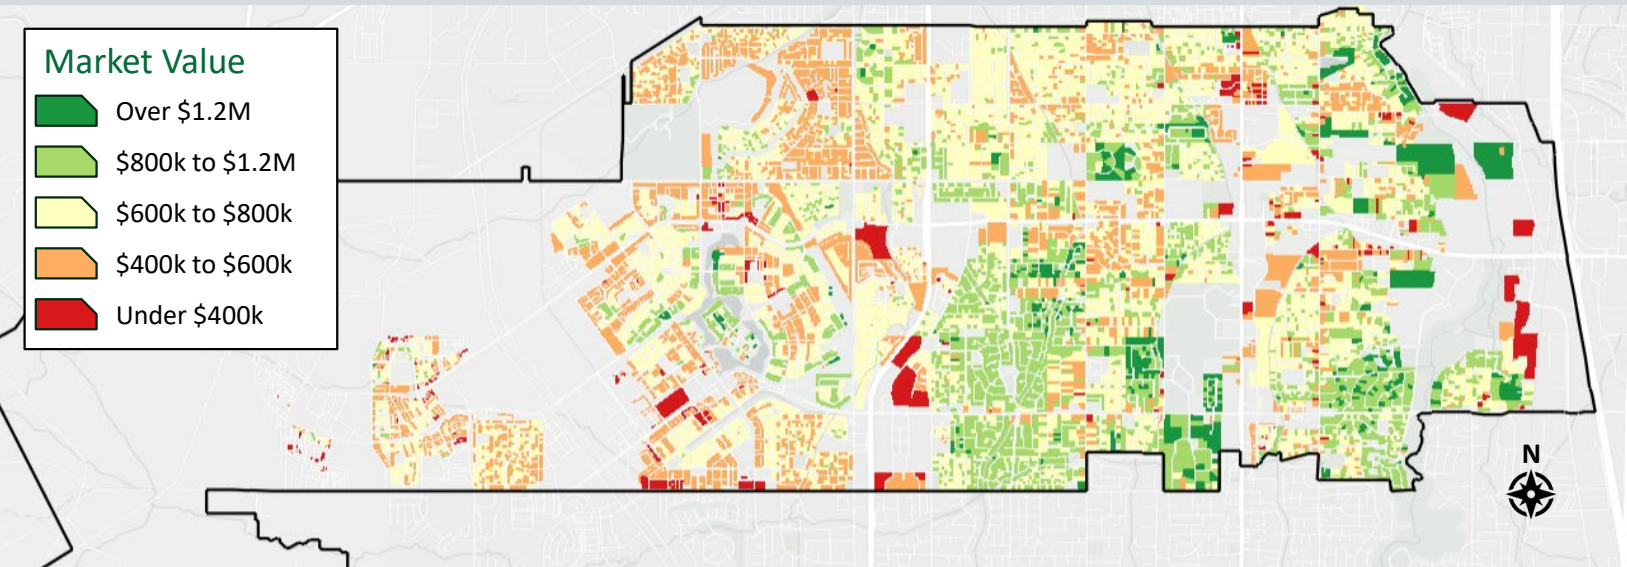 Market Value
Over $1.2M
$800k to $1.2M
$600k to $800k
$400k to $600k
Under $400k
N